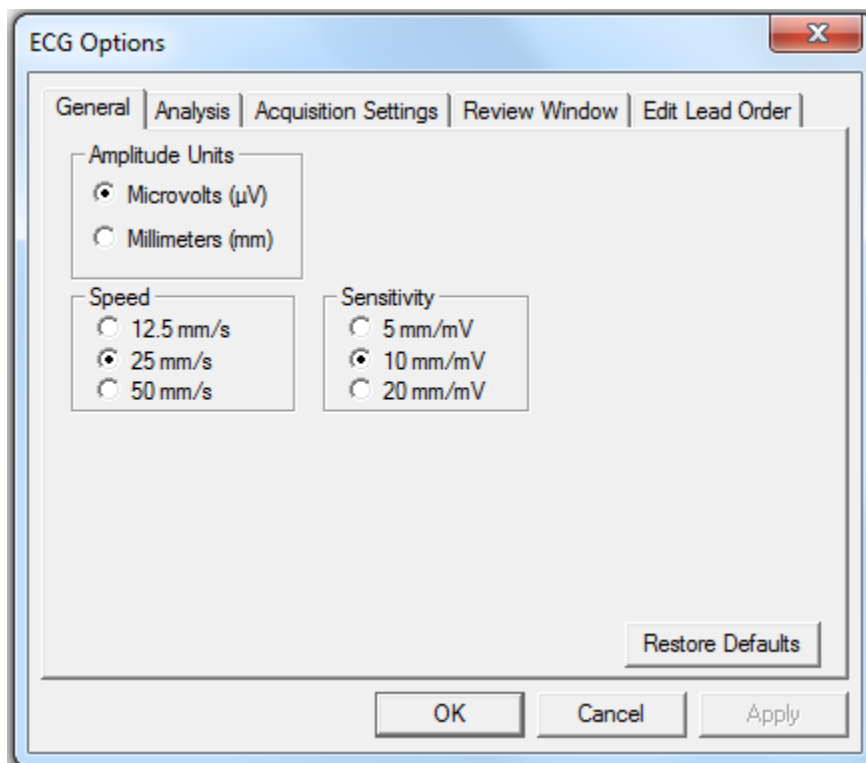 ECG Options
General Analysis Acquisition Settings Review Window Edit Lead Order
Amplitude Units
Microvolts (µV)
Millimeters (mm)
Speed
12.5 mm/s
25 mm/s
50 mm/s
Sensitivity
5 mm/mV
10 mm/mV
20 mm/mV
Restore Defaults
OK Cancel Apply